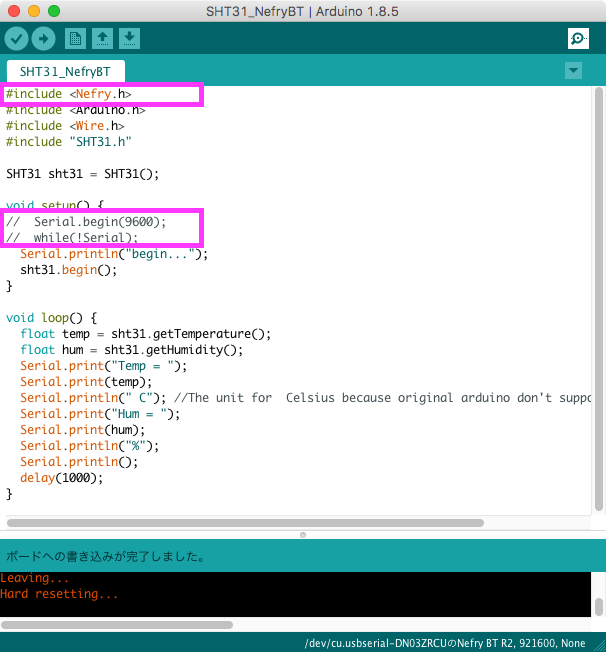 SHT31_NefryBT | Arduino 1.8.5
SHT31_NefryBT
#include <Nefry.h>
#include <Arduino.h>
#include <Wire.h>
#include "SHT31.h"
SHT31 sht31 = SHT31();
void setup() {
//  Serial.begin(9600);
//  while(!Serial);
  Serial.println("begin...");
  sht31.begin();
}
void loop() {
  float temp = sht31.getTemperature();
  float hum = sht31.getHumidity();
  Serial.print("Temp = ");
  Serial.print(temp);
  Serial.println(" C"); //The unit for  Celsius because original arduino don't suppo
  Serial.print("Hum = ");
  Serial.print(hum);
  Serial.println("%");
  Serial.println();
  delay(1000);
}
ボードへの書き込みが完了しました。
Leaving...
Hard resetting...
/dev/cu.usbserial-DN03ZRCUのNefry BT R2, 921600, None